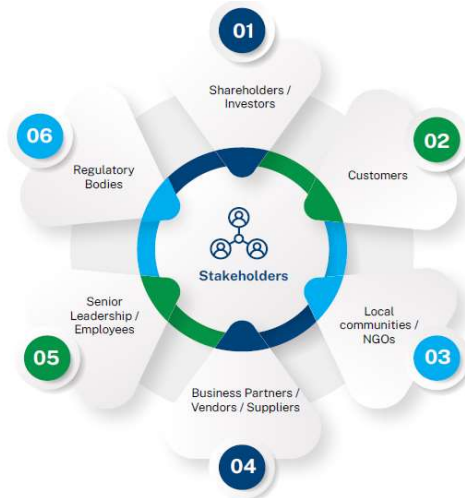 01
Shareholders /
Investors
02
Customers
Local
communities /
NGOs
03
Business Partners /
Vendors / Suppliers
04
Senior
Leadership /
Employees
05
06
Regulatory
Bodies
Stakeholders